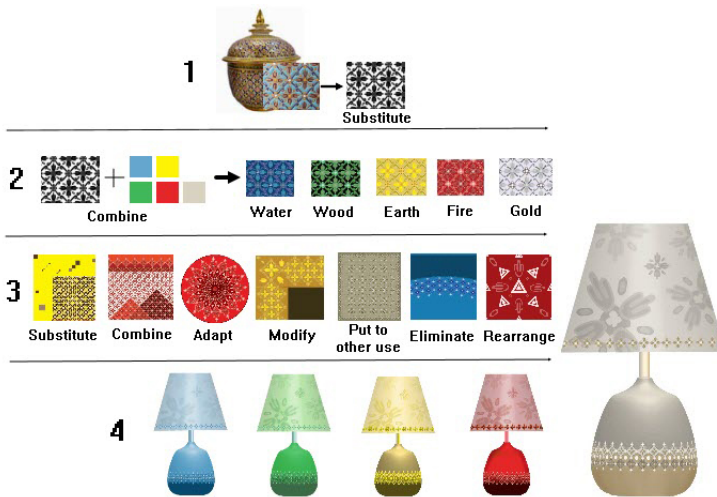 1
Substitute
2
Combine
Water Wood Earth Fire Gold
3
Substitute Combine Adapt Modify Put to other use Eliminate Rearrange
4